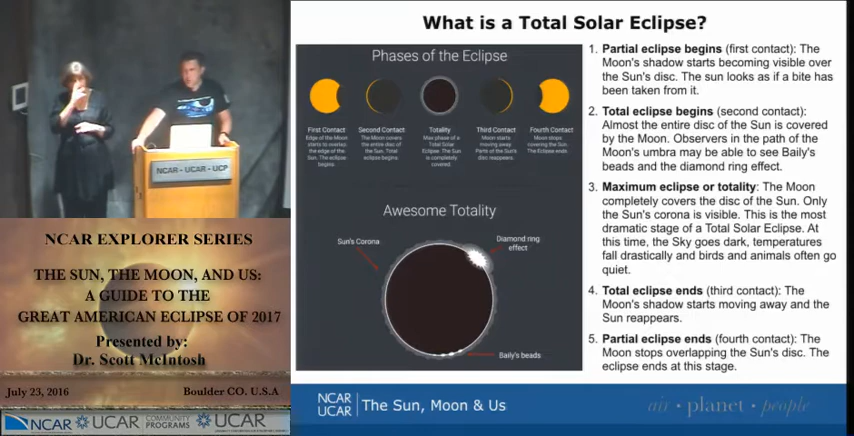 What is a Total Solar Eclipse?
Phases of the Eclipse
First Contact
Edge of the Moon
starts to overlap
the edge of the
Sun. The eclipse
begins.
Second Contact
The Moon covers
the entire disc of
the Sun. Total
eclipse begins.
Totality
Max phase of a
Total Solar
Eclipse. The Sun
is completely
covered.
Third Contact
Moon starts
moving away
Parts of the Sun's
disc reappears.
Fourth Contact
Moon stops
covering the Sun.
The Eclipse ends.
Awesome Totality
Sun's Corona
Diamond ring
effect
Baily's beads
1. Partial eclipse begins (first contact): The
Moon's shadow starts becoming visible over
the Sun's disc. The sun looks as if a bite has
been taken from it.
2. Total eclipse begins (second contact):
Almost the entire disc of the Sun is covered
by the Moon. Observers in the path of the
Moon's umbra may be able to see Baily's
beads and the diamond ring effect.
3. Maximum eclipse or totality: The Moon
completely covers the disc of the Sun. Only
the Sun's corona is visible. This is the most
dramatic stage of a Total Solar Eclipse. At
this time, the Sky goes dark, temperatures
fall drastically and birds and animals often go
quiet.
4. Total eclipse ends (third contact): The
Moon's shadow starts moving away and the
Sun reappears.
5. Partial eclipse ends (fourth contact): The
Moon stops overlapping the Sun's disc. The
eclipse ends at this stage.
NCAR
UCAR
The Sun, Moon & Us
air • planet • people
NCAR - UCAR - UCP
NCAR EXPLORER SERIES
THE SUN, THE MOON, AND US:
A GUIDE TO THE
GREAT AMERICAN ECLIPSE OF 2017
Presented by:
Dr. Scott McIntosh
July 23, 2016
Boulder CO. U.S.A
NCAR
UCAR
COMMUNITY
PROGRAMS
UCAR